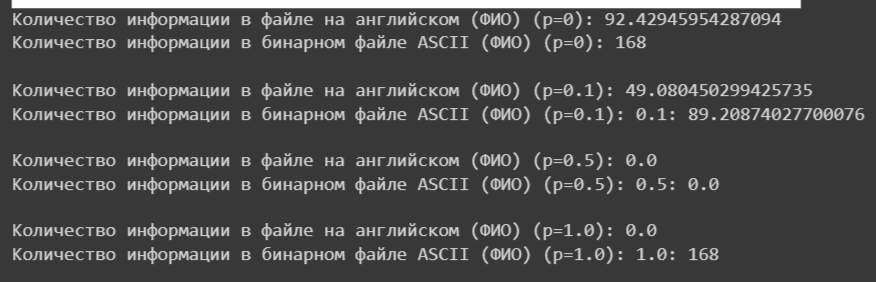 Количество информации в файле на английском (ФИО) (p=0): 92.42945954287094
Количество информации в бинарном файле ASCII (ФИО) (p=0): 168
Количество информации в файле на английском (ФИО) (p=0.1): 49.080450299425735
Количество информации в бинарном файле ASCII (ФИО) (p=0.1): 0.1: 89.20874027700076
Количество информации в файле на английском (ФИО) (p=0.5): 0.0
Количество информации в бинарном файле ASCII (ФИО) (p=0.5): 0.5: 0.0
Количество информации в файле на английском (ФИО) (p=1.0): 0.0
Количество информации в бинарном файле ASCII (ФИО) (p=1.0): 1.0: 168